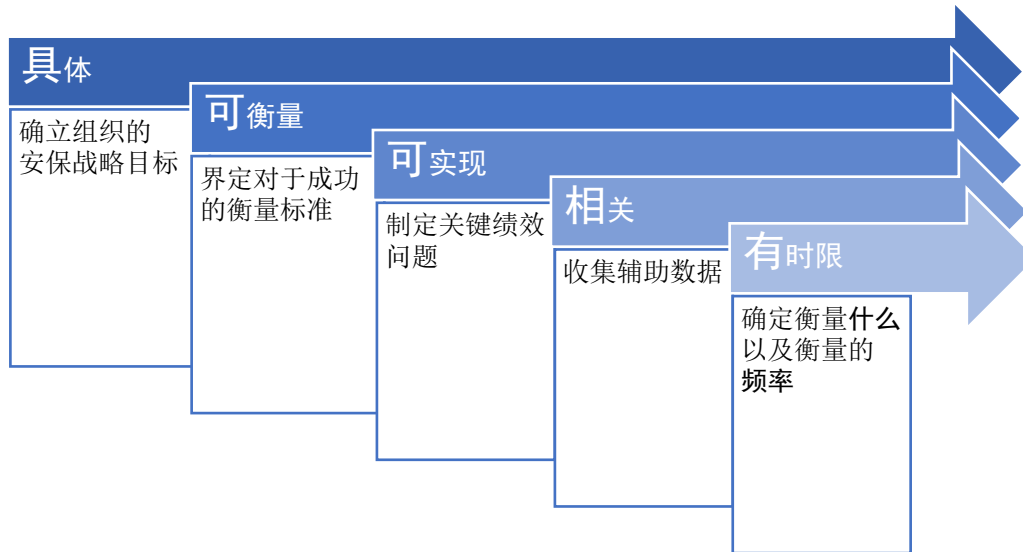 具体
确立组织的
安保战略目标
可衡量
界定对于成功
的衡量标准
可实现
制定关键绩效
问题
相关
收集辅助数据
有时限
确定衡量什么
以及衡量的
频率